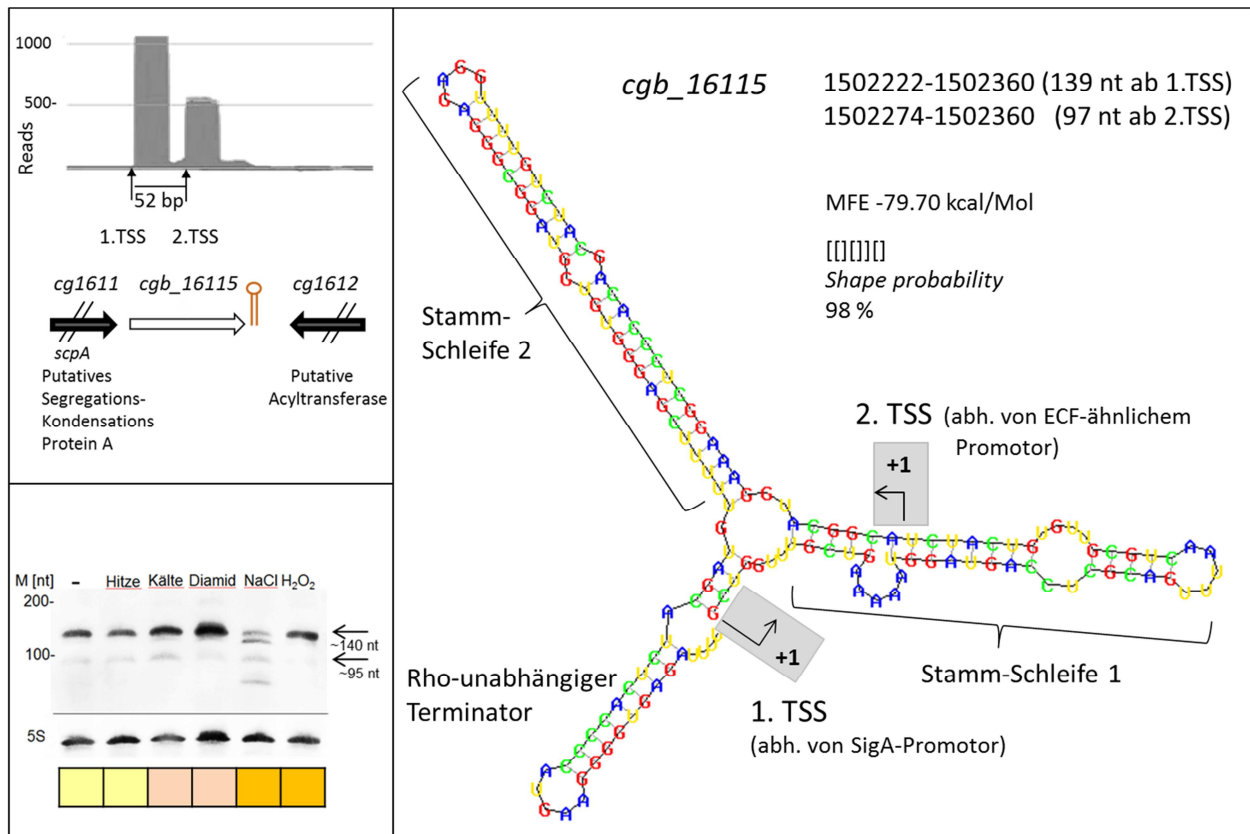 1000
500-
Reads
52 bp
1.TSS 2.TSS
cg1611 cgb_16115 cg1612
scpA
Putatives
Segregations-
Kondensations
Protein A
Putative
Acyltransferase
M [nt] - Hitze Kälte Diamid NaCl H₂O₂
200-
100-
~140 nt
~95 nt
5S
cgb_16115
1502222-1502360 (139 nt ab 1.TSS)
1502274-1502360 (97 nt ab 2.TSS)
MFE -79.70 kcal/Mol
[[][]][]
Shape probability
98 %
Stamm-
Schleife 2
2. TSS (abh. von ECF-ähnlichem
Promotor)
+1
Stamm-Schleife 1
+1
1. TSS
(abh. von SigA-Promotor)
Rho-unabhängiger
Terminator